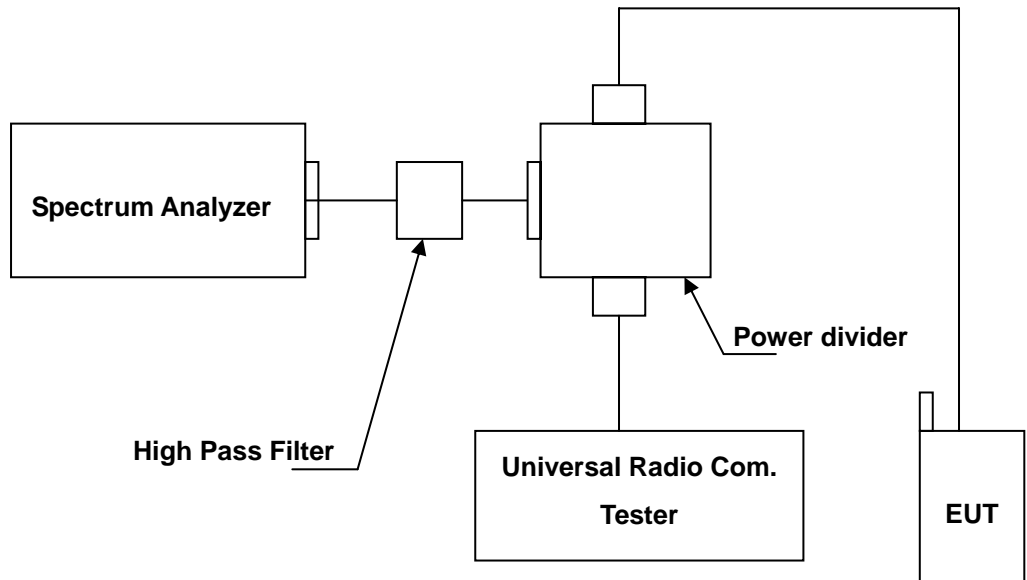 Spectrum Analyzer
Power divider
High Pass Filter
Universal Radio Com.
Tester
EUT